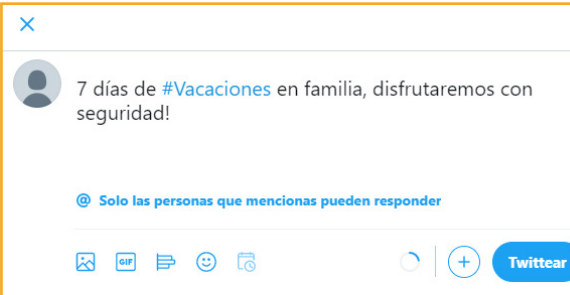 7 días de #Vacaciones en familia, disfrutaremos con
seguridad!
@ Solo las personas que mencionas pueden responder
GIF
Twittear